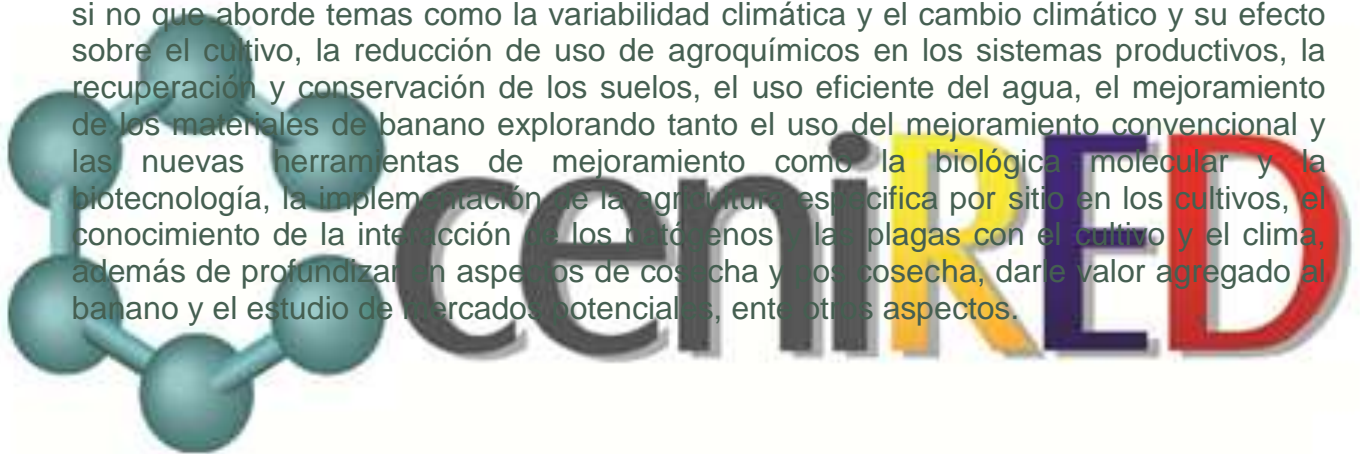 si no que aborde temas como la variabilidad climática y el cambio climático y su efecto
sobre el cultivo, la reducción de uso de agroquímicos en los sistemas productivos, la
recuperación y conservación de los suelos, el uso eficiente del agua, el mejoramiento
de los materiales de banano explorando tanto el uso del mejoramiento convencional y
las nuevas herramientas de mejoramiento como la biológica molecular y la
biotecnología, la implementación de la agricultura especifica por sitio en los cultivos, el
conocimiento de la interacción de los patógenos y las plagas con el cultivo y el clima,
además de profundizar en aspectos de cosecha y pos cosecha, darle valor agregado al
banano y el estudio de mercados potenciales, ente otros aspectos.
ceniRED